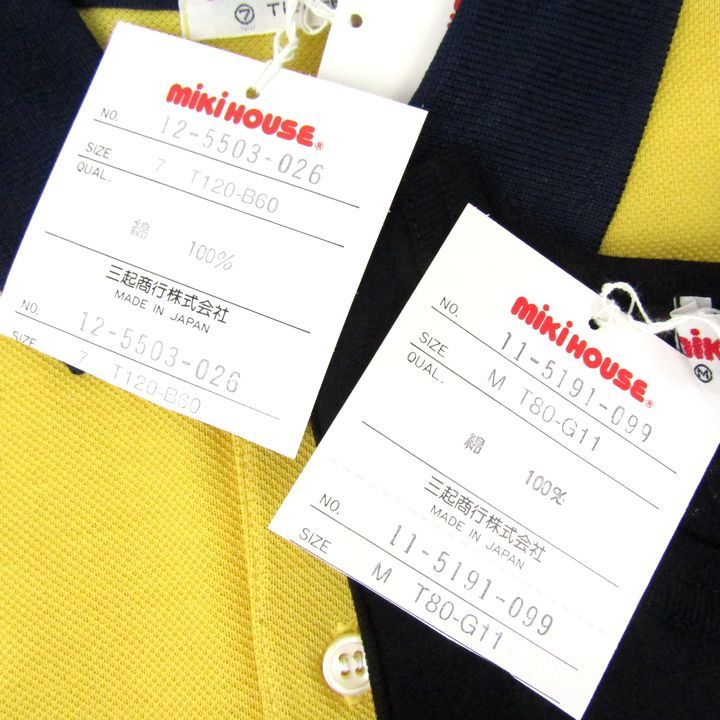 ⑦
miKiHOUSE®
NO. 12-5503-026
SIZE 7 T120-B60
QUAL.
綿 100%
三起商行株式会社
MADE IN JAPAN
12-5503-026
7 T120-B60
miKiHOUSE®
NO. 11-5191-099
SIZE M T80-G11
QUAL.
綿 100%
三起商行株式会社
MADE IN JAPAN
NO. 11-5191-099
SIZE M T80-G11
miK
Ⓜ